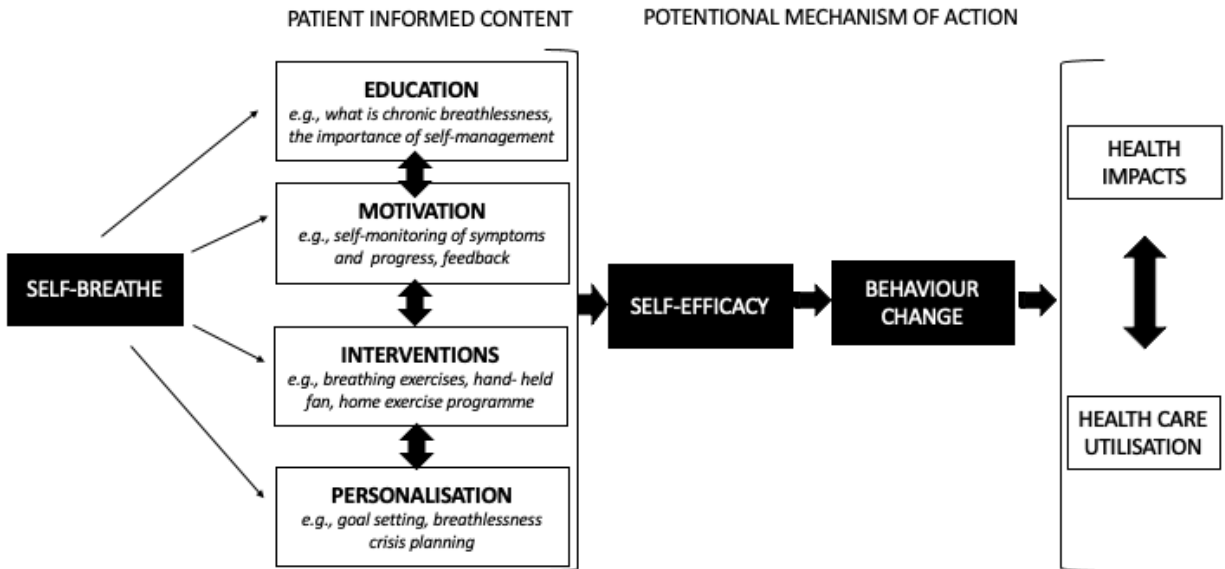 PATIENT INFORMED CONTENT
POTENTIONAL MECHANISM OF ACTION
SELF-BREATHE
EDUCATION
e.g., what is chronic breathlessness,
the importance of self-management
MOTIVATION
e.g., self-monitoring of symptoms
and progress, feedback
INTERVENTIONS
e.g., breathing exercises, hand- held
fan, home exercise programme
PERSONALISATION
e.g., goal setting, breathlessness
crisis planning
SELF-EFFICACY
BEHAVIOUR
CHANGE
HEALTH
IMPACTS
HEALTH CARE
UTILISATION